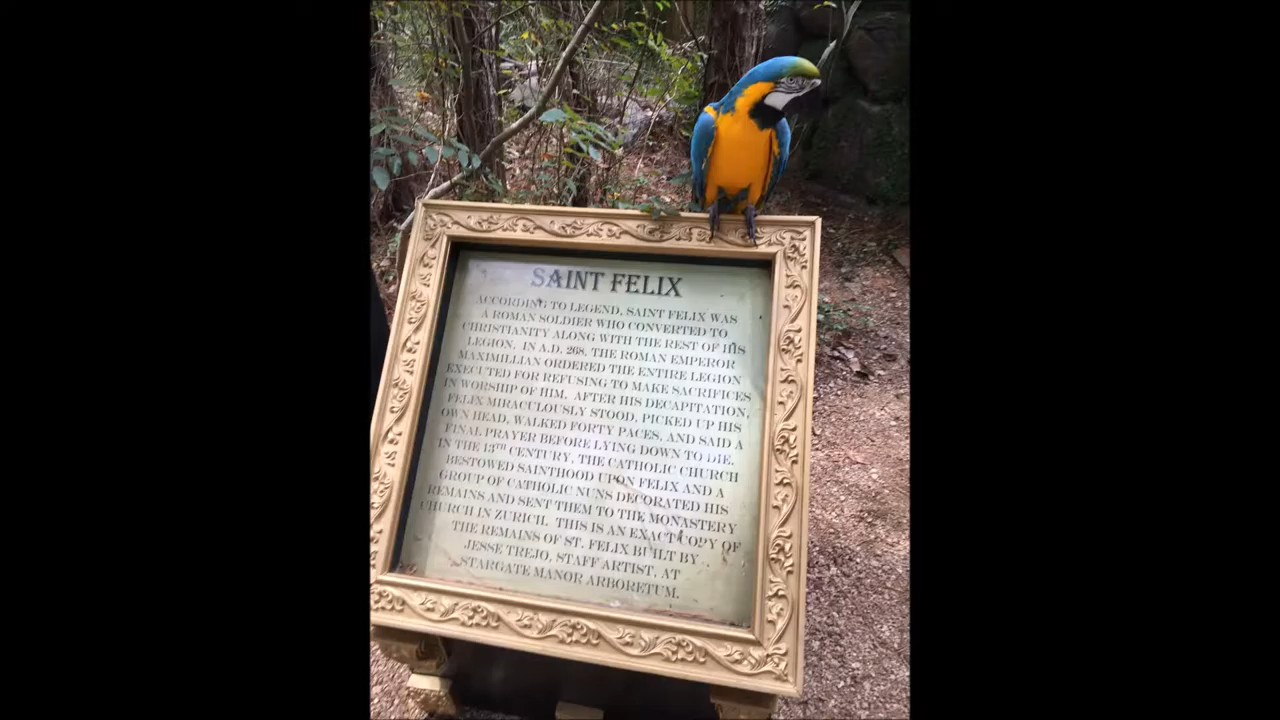 SAINT FELIX
ACCORDING TO LEGEND, SAINT FELIX WAS
A ROMAN SOLDIER WHO CONVERTED TO
CHRISTIANITY ALONG WITH THE REST OF HIS
LEGION. IN A.D. 268, THE ROMAN EMPEROR
MAXIMILLIAN ORDERED THE ENTIRE LEGION
EXECUTED FOR REFUSING TO MAKE SACRIFICES
IN WORSHIP OF HIM. AFTER HIS DECAPITATION,
FELIX MIRACULOUSLY STOOD, PICKED UP HIS
OWN HEAD, WALKED FORTY PACES, AND SAID A
FINAL PRAYER BEFORE LYING DOWN TO DIE.
IN THE 13TH CENTURY, THE CATHOLIC CHURCH
BESTOWED SAINTHOOD UPON FELIX AND A
GROUP OF CATHOLIC NUNS DECORATED HIS
REMAINS AND SENT THEM TO THE MONASTERY
CHURCH IN ZURICH. THIS IS AN EXACT COPY OF
THE REMAINS OF ST. FELIX BUILT BY
JESSE TREJO, STAFF ARTIST, AT
STARGATE MANOR ARBORETUM.